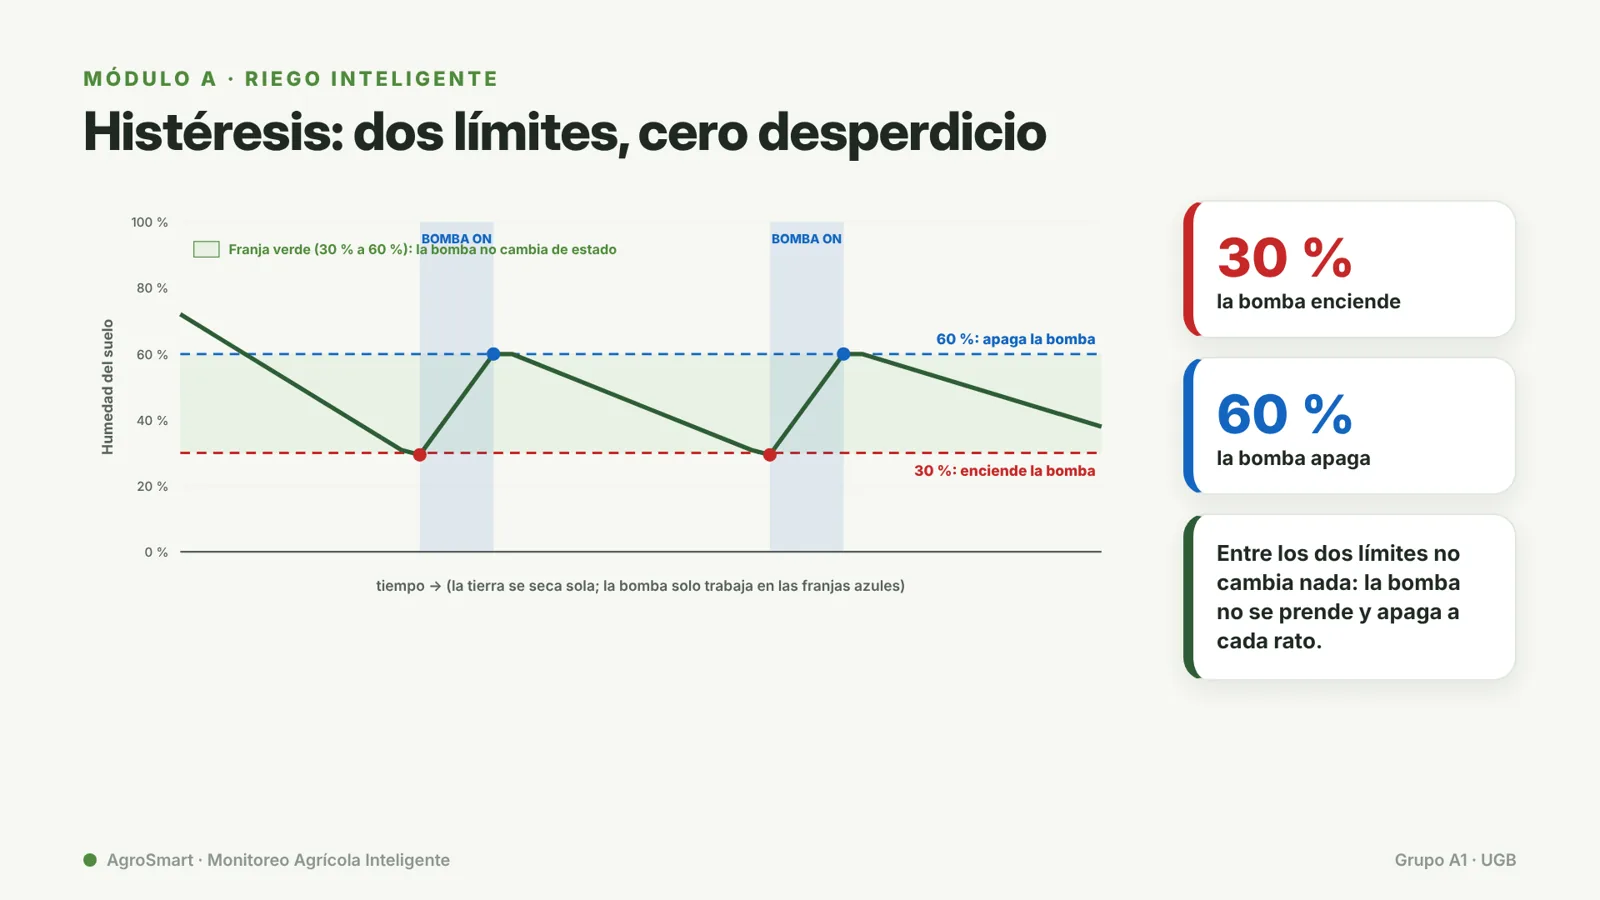 MÓDULO A · RIEGO INTELIGENTE
Histéresis: dos límites, cero desperdicio
100 %
80 %
60 %
40 %
20 %
0 %
Humedad del suelo
BOMBA ON
BOMBA ON
Franja verde (30 % a 60 %): la bomba no cambia de estado
60 %: apaga la bomba
30 %: enciende la bomba
tiempo → (la tierra se seca sola; la bomba solo trabaja en las franjas azules)
30 %
la bomba enciende
60 %
la bomba apaga
Entre los dos límites no
cambia nada: la bomba
no se prende y apaga a
cada rato.
AgroSmart · Monitoreo Agrícola Inteligente
Grupo A1 · UGB